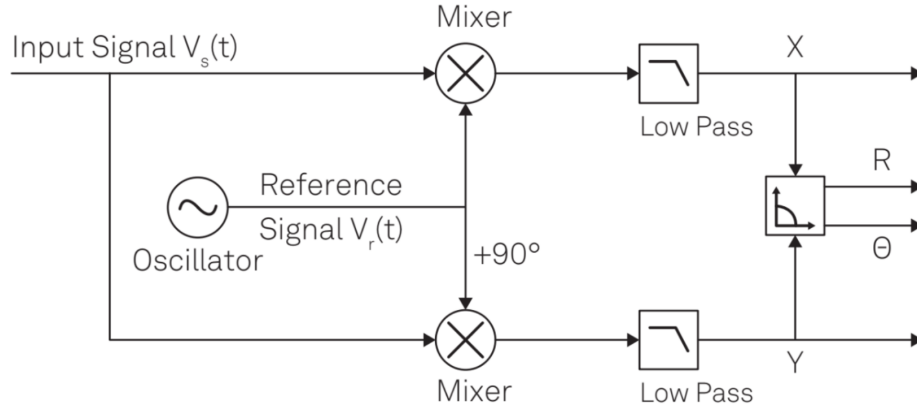 Mixer
Input Signal Vₛ(t)
X
Low Pass
Reference
Signal Vᵣ(t)
Oscillator
+90°
R
Θ
Mixer
Low Pass
Y